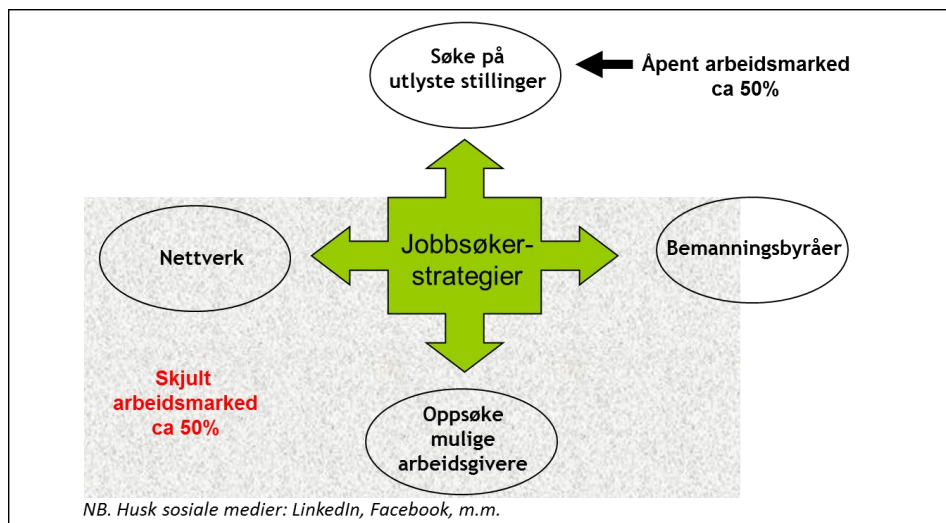 Søke på
utlyste stillinger
Åpent arbeidsmarked
ca 50%
Nettverk
Jobbsøker-
strategier
Bemanningsbyråer
Skjult
arbeidsmarked
ca 50%
Oppsøke
mulige
arbeidsgivere
NB. Husk sosiale medier: LinkedIn, Facebook, m.m.